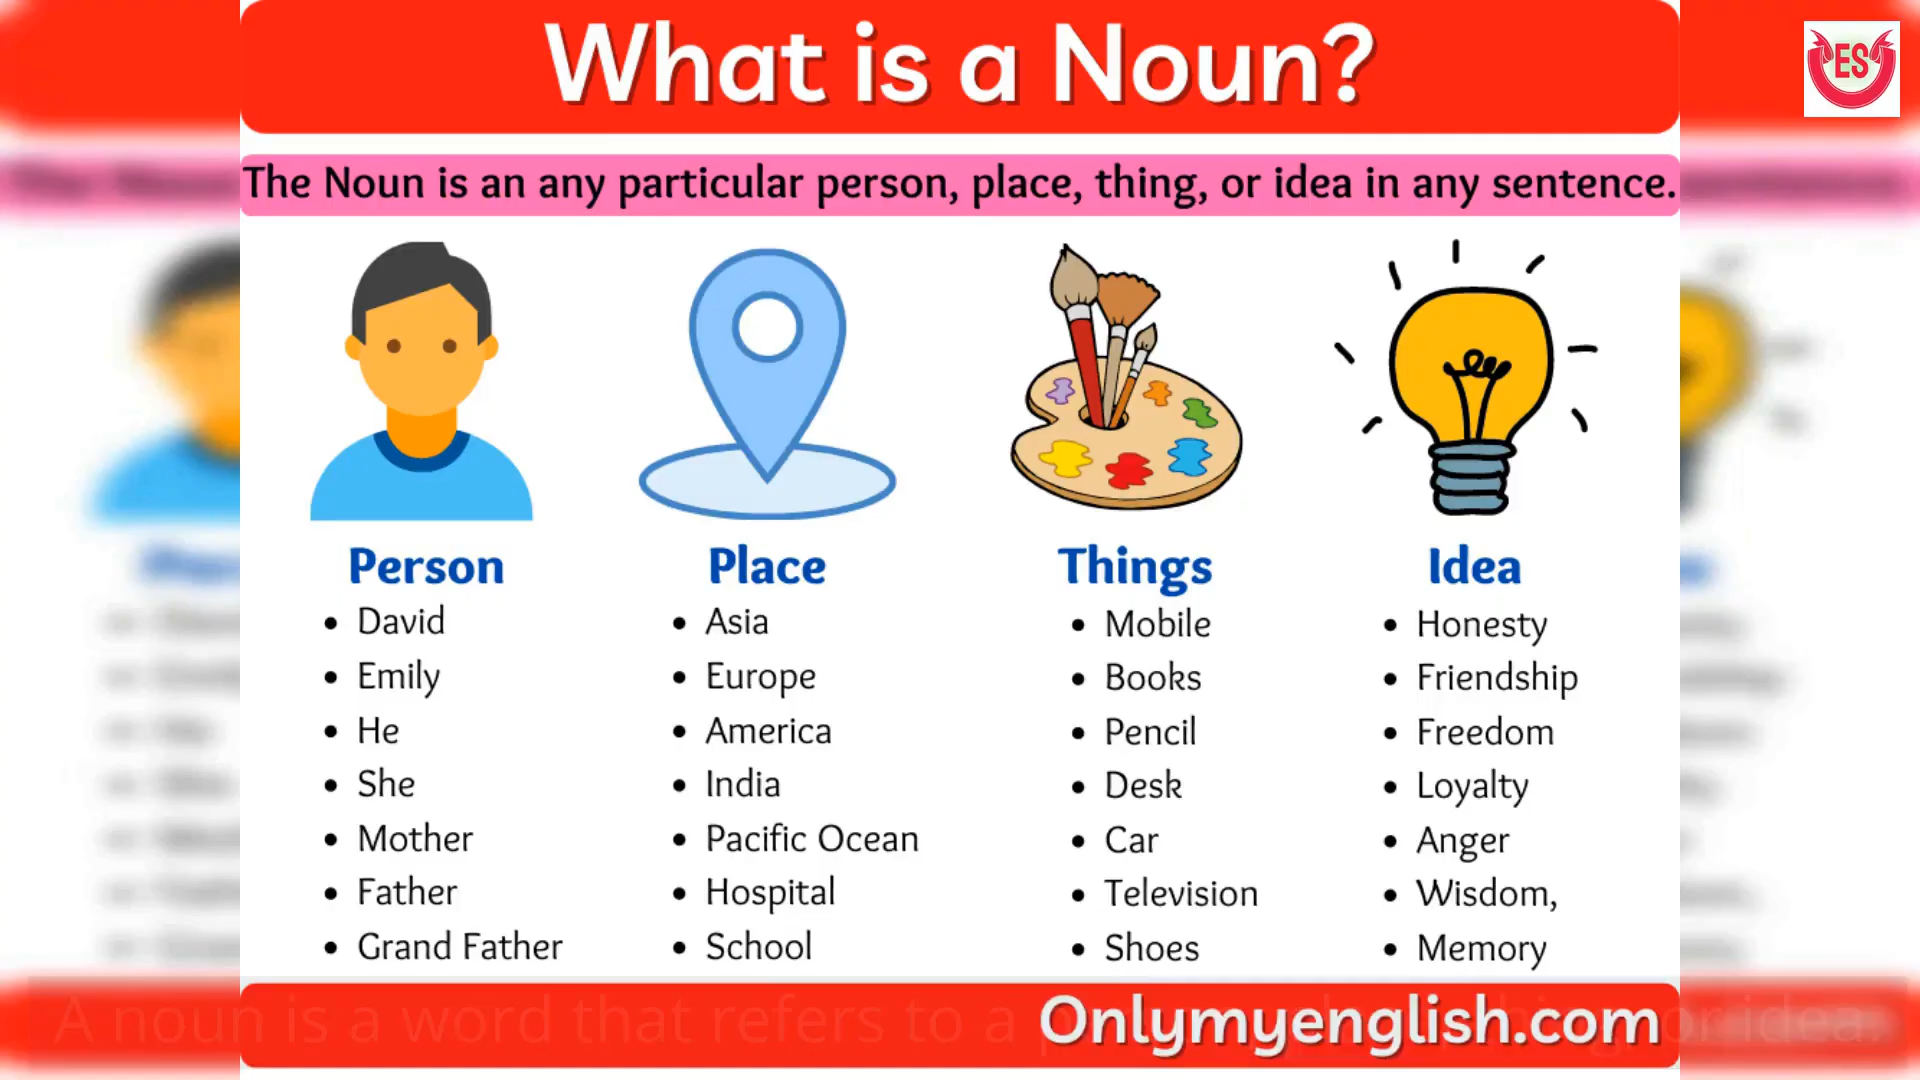 What is a Noun?
ES
The Noun is an any particular person, place, thing, or idea in any sentence.
Person
David
Emily
He
She
Mother
Father
Grand Father
Place
Asia
Europe
America
India
Pacific Ocean
Hospital
School
Things
Mobile
Books
Pencil
Desk
Car
Television
Shoes
Idea
Honesty
Friendship
Freedom
Loyalty
Anger
Wisdom,
Memory
Onlymyenglish.com
A noun is a word that refers to a or idea.